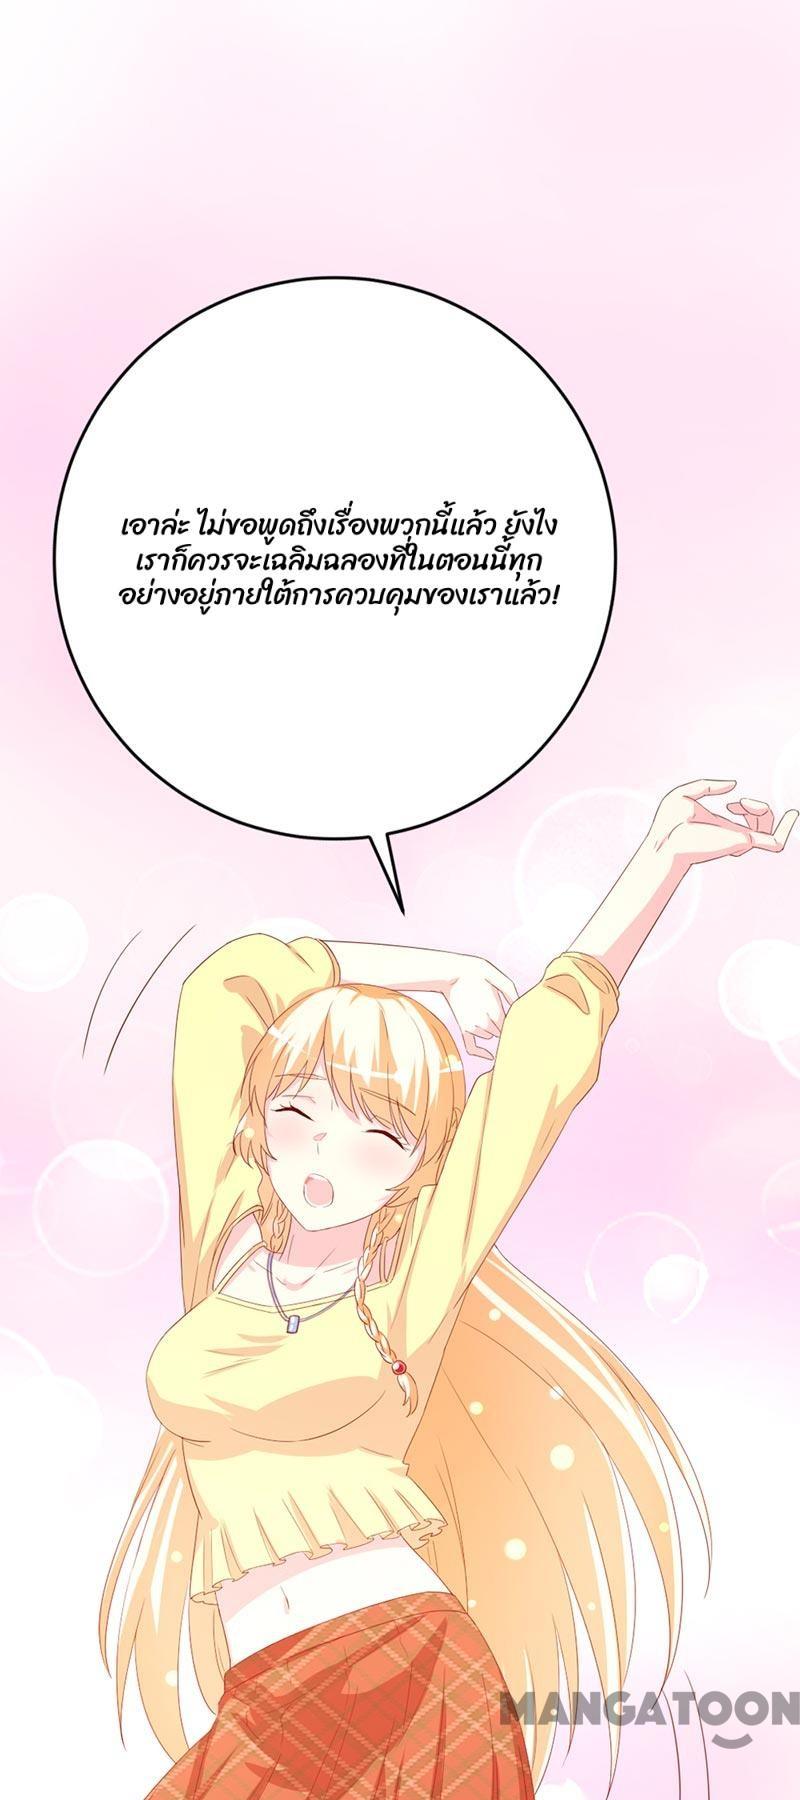 เอาล่ะ ไม่ขอพูดถึงเรื่องพวกนี้แล้ว ยังไง
เราก็ควรจะเฉลิมฉลองที่ในตอนนี้ทุก
อย่างอยู่ภายใต้การควบคุมของเราแล้ว!
MANGATOON